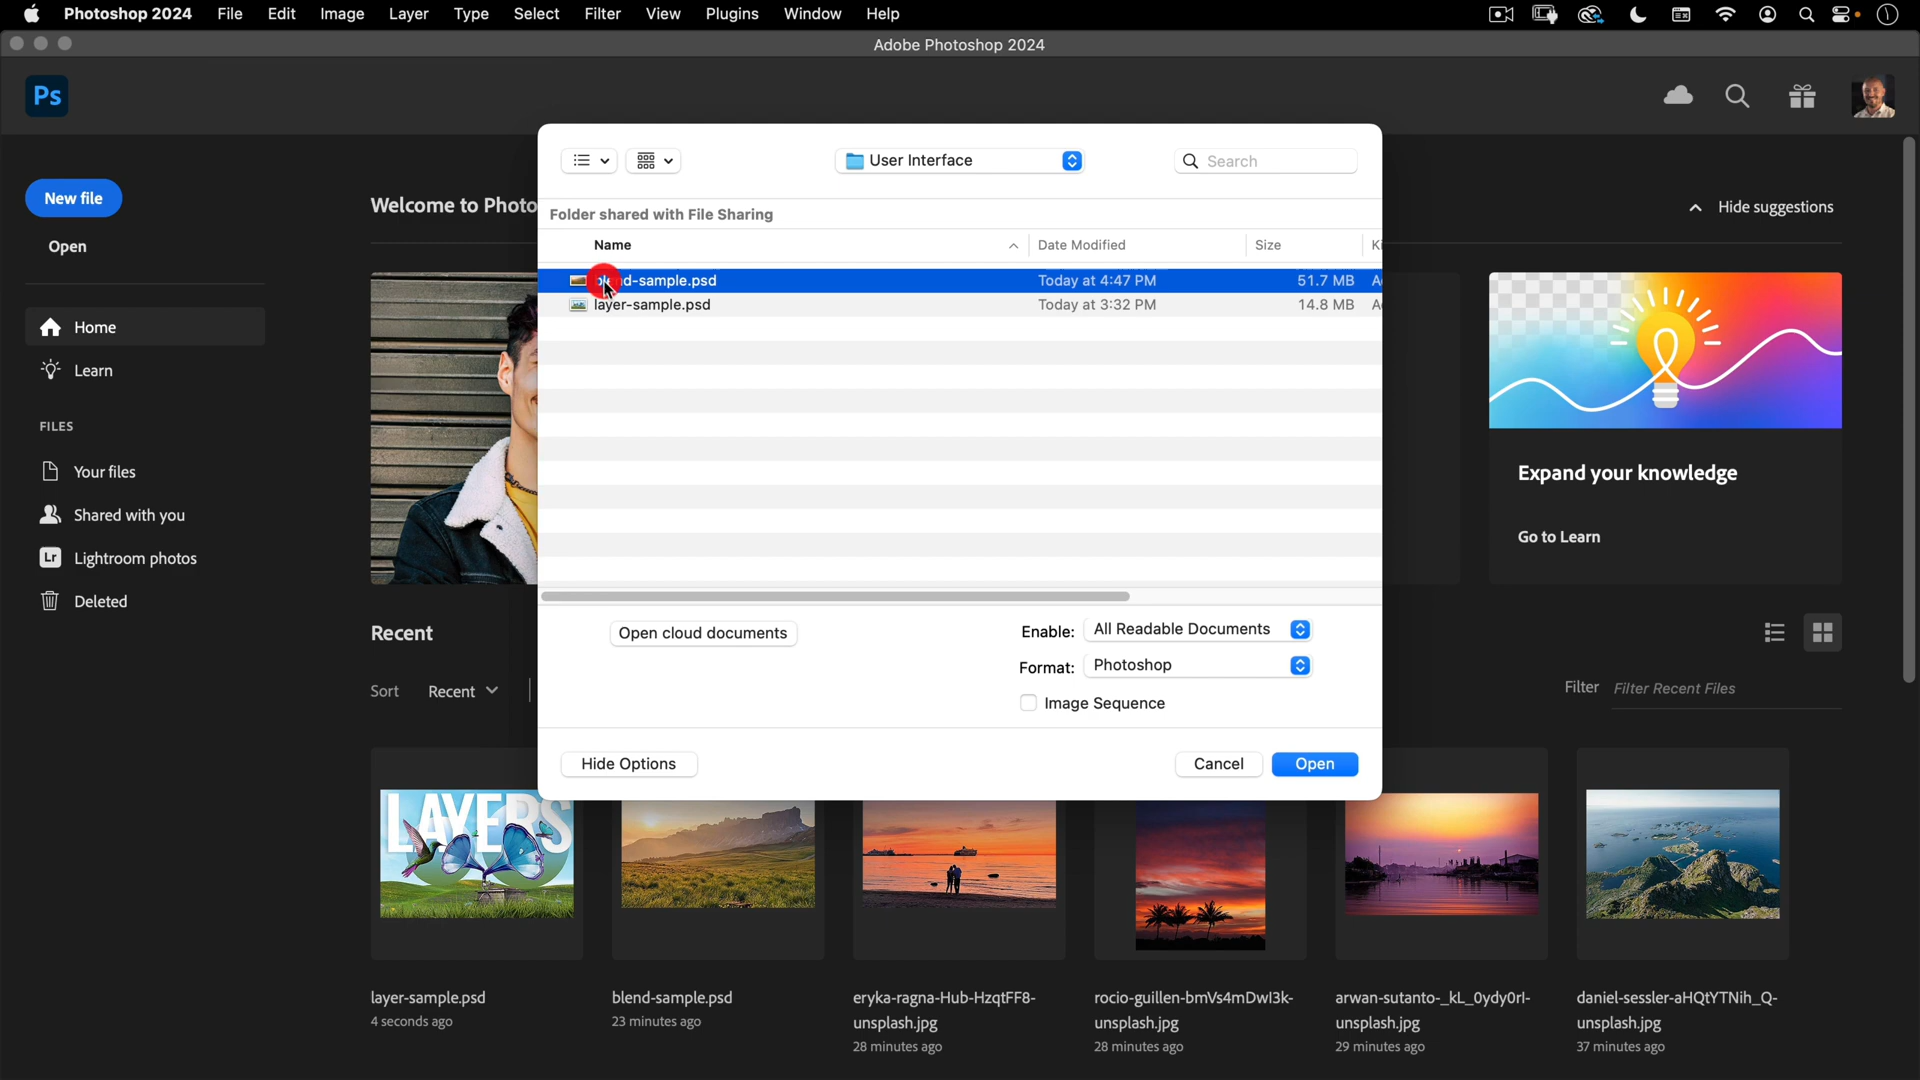 Photoshop 2024 File Edit Image Layer Type Select Filter View Plugins Window Help
Adobe Photoshop 2024
Ps
New file
Open
Home
Learn
FILES
Your files
Shared with you
Lr Lightroom photos
Deleted
Welcome to Photo
Hide suggestions
User Interface
Search
Folder shared with File Sharing
Name Date Modified Size Ki
blend-sample.psd Today at 4:47 PM 51.7 MB A
layer-sample.psd Today at 3:32 PM 14.8 MB A
Open cloud documents
Enable: All Readable Documents
Format: Photoshop
Image Sequence
Hide Options Cancel Open
Expand your knowledge
Go to Learn
Recent
Sort Recent
Filter Filter Recent Files
LAYERS
layer-sample.psd
4 seconds ago
blend-sample.psd
23 minutes ago
eryka-ragna-Hub-HzqtFF8-
unsplash.jpg
28 minutes ago
rocio-guillen-bmVs4mDwI3k-
unsplash.jpg
28 minutes ago
arwan-sutanto-_kL_0ydy0rI-
unsplash.jpg
29 minutes ago
daniel-sessler-aHQtYTNih_Q-
unsplash.jpg
37 minutes ago